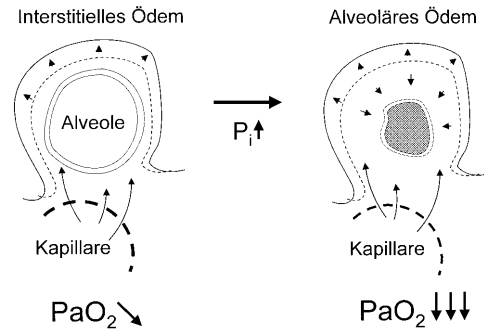 Interstitielles Ödem
Alveoläres Ödem
Alveole
Pi
Kapillare
Kapillare
PaO2
PaO2